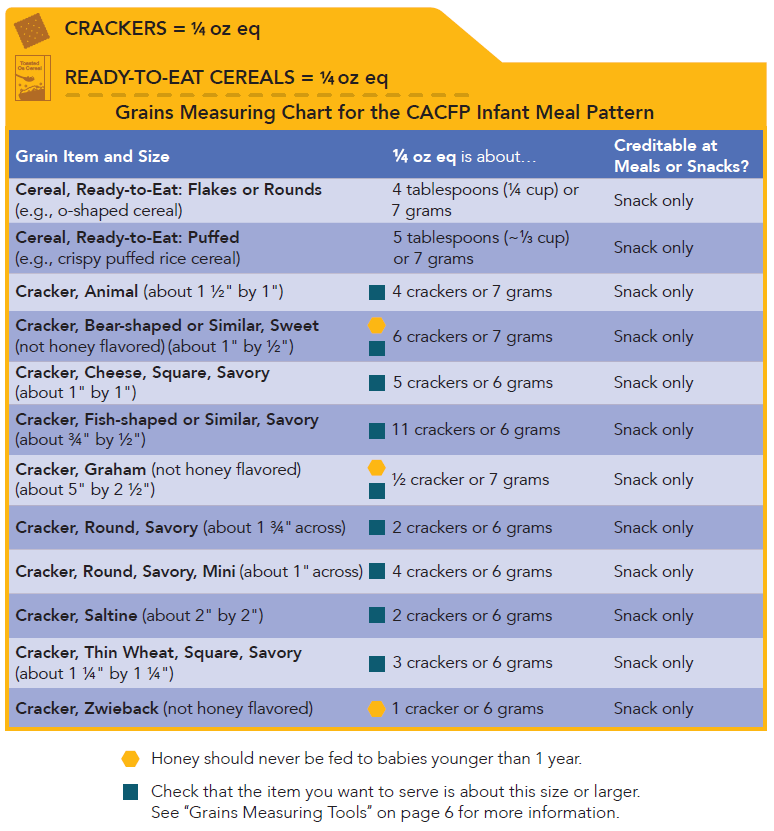 CRACKERS = ¼ oz eq
Toasted
Os Cereal
READY-TO-EAT CEREALS = ¼ oz eq
Grains Measuring Chart for the CACFP Infant Meal Pattern
Grain Item and Size
¼ oz eq is about...
Creditable at
Meals or Snacks?
Cereal, Ready-to-Eat: Flakes or Rounds
(e.g., o-shaped cereal)
4 tablespoons (¼ cup) or
7 grams
Snack only
Cereal, Ready-to-Eat: Puffed
(e.g., crispy puffed rice cereal)
5 tablespoons (~⅓ cup)
or 7 grams
Snack only
Cracker, Animal (about 1 ½" by 1")
4 crackers or 7 grams
Snack only
Cracker, Bear-shaped or Similar, Sweet
(not honey flavored) (about 1" by ½")
6 crackers or 7 grams
Snack only
Cracker, Cheese, Square, Savory
(about 1" by 1")
5 crackers or 6 grams
Snack only
Cracker, Fish-shaped or Similar, Savory
(about ¾" by ½")
11 crackers or 6 grams
Snack only
Cracker, Graham (not honey flavored)
(about 5" by 2 ½")
½ cracker or 7 grams
Snack only
Cracker, Round, Savory (about 1 ¾" across)
2 crackers or 6 grams
Snack only
Cracker, Round, Savory, Mini (about 1" across)
4 crackers or 6 grams
Snack only
Cracker, Saltine (about 2" by 2")
2 crackers or 6 grams
Snack only
Cracker, Thin Wheat, Square, Savory
(about 1 ¼" by 1 ¼")
3 crackers or 6 grams
Snack only
Cracker, Zwieback (not honey flavored)
1 cracker or 6 grams
Snack only
Honey should never be fed to babies younger than 1 year.
Check that the item you want to serve is about this size or larger.
See "Grains Measuring Tools" on page 6 for more information.